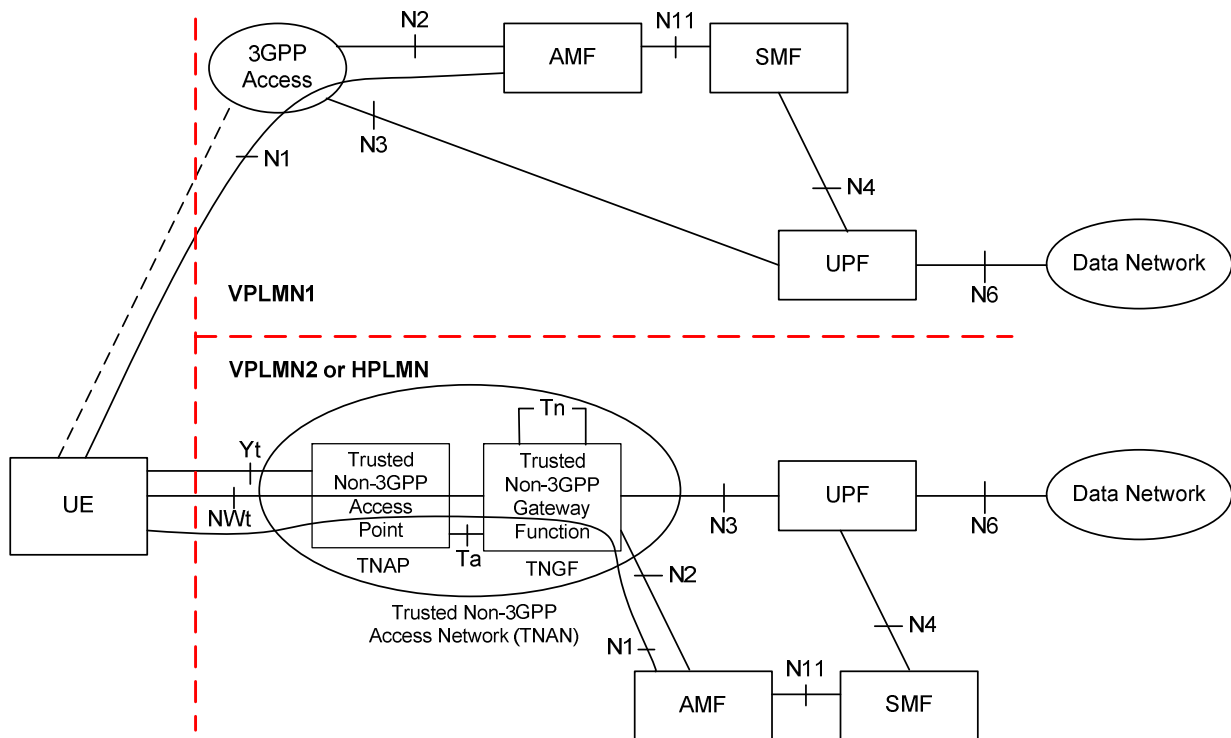 N2
N11
3GPP
Access
AMF
SMF
N3
N1
N4
UPF
Data Network
N6
VPLMN1
VPLMN2 or HPLMN
Tn
Yt
Trusted
Non-3GPP
Access
Point
Trusted
Non-3GPP
Gateway
Function
UE
NWt
UPF
Data Network
N3
N6
Ta
TNAP
TNGF
N2
Trusted Non-3GPP
Access Network (TNAN)
N4
N1
N11
AMF
SMF